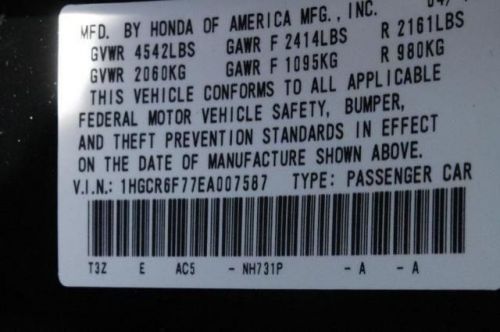 MFD. BY HONDA OF AMERICA MFG., INC.
GVWR 4542LBS GAWR F 2414LBS R 2161LBS
GVWR 2060KG GAWR F 1095KG R 980KG
THIS VEHICLE CONFORMS TO ALL APPLICABLE
FEDERAL MOTOR VEHICLE SAFETY, BUMPER,
AND THEFT PREVENTION STANDARDS IN EFFECT
ON THE DATE OF MANUFACTURE SHOWN ABOVE.
V.I.N.: 1HGCR6F77EA007587 TYPE: PASSENGER CAR
T3Z E AC5 - NH731P - A - A